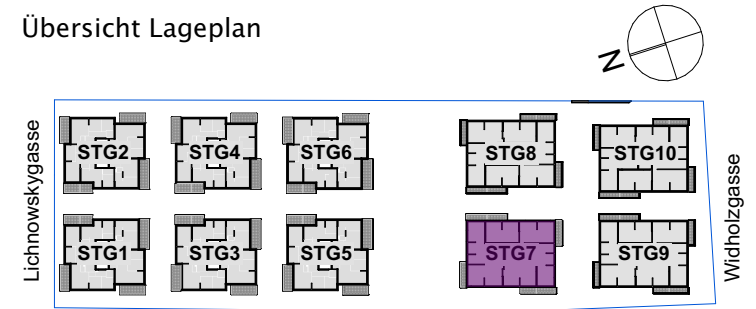 Übersicht Lageplan
N
Lichnowskygasse
STG2 STG4 STG6 STG8 STG10
STG1 STG3 STG5 STG7 STG9
Widholzgasse